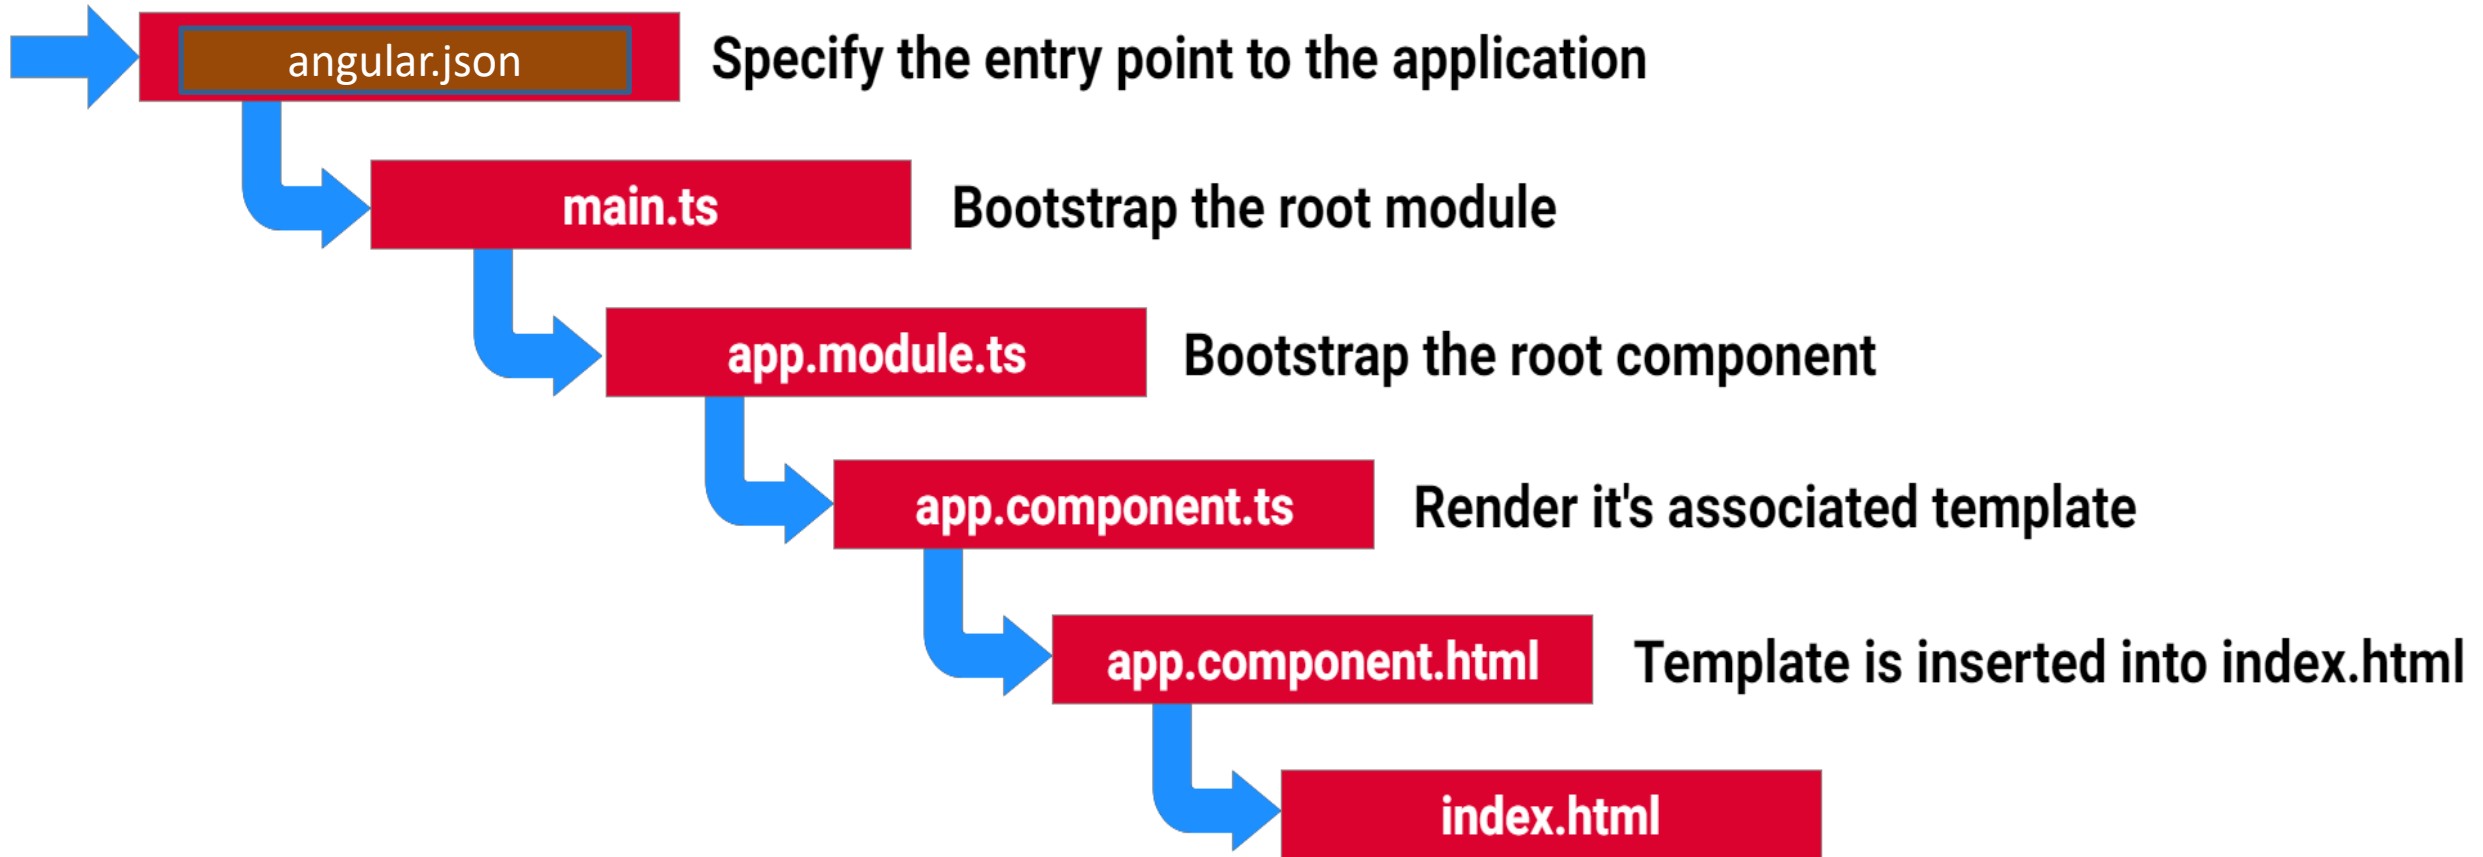 angular.json
Specify the entry point to the application
main.ts
Bootstrap the root module
app.module.ts
Bootstrap the root component
app.component.ts
Render it's associated template
app.component.html
Template is inserted into index.html
index.html